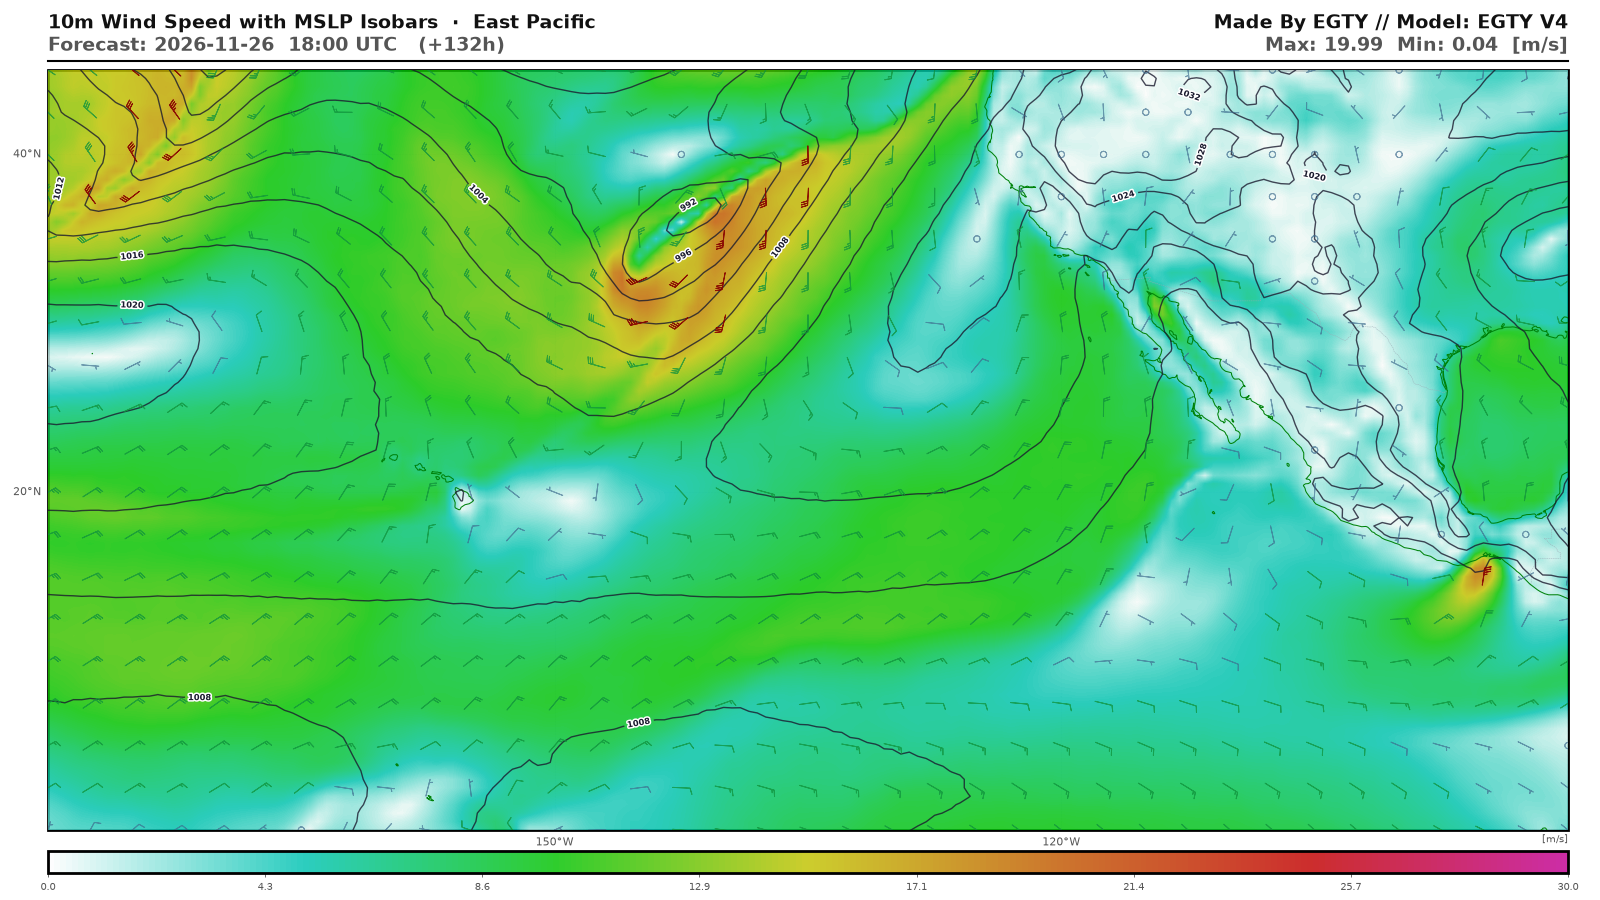 10m Wind Speed with MSLP Isobars · East Pacific
Made By EGTY // Model: EGTY V4
Forecast: 2026-11-26 18:00 UTC (+132h)
Max: 19.99 Min: 0.04 [m/s]
1032
40°N
1028
1020
1012
1004
1024
992
1008
1016
996
1020
20°N
1008
1008
150°W
120°W
[m/s]
0.0
4.3
8.6
12.9
17.1
21.4
25.7
30.0